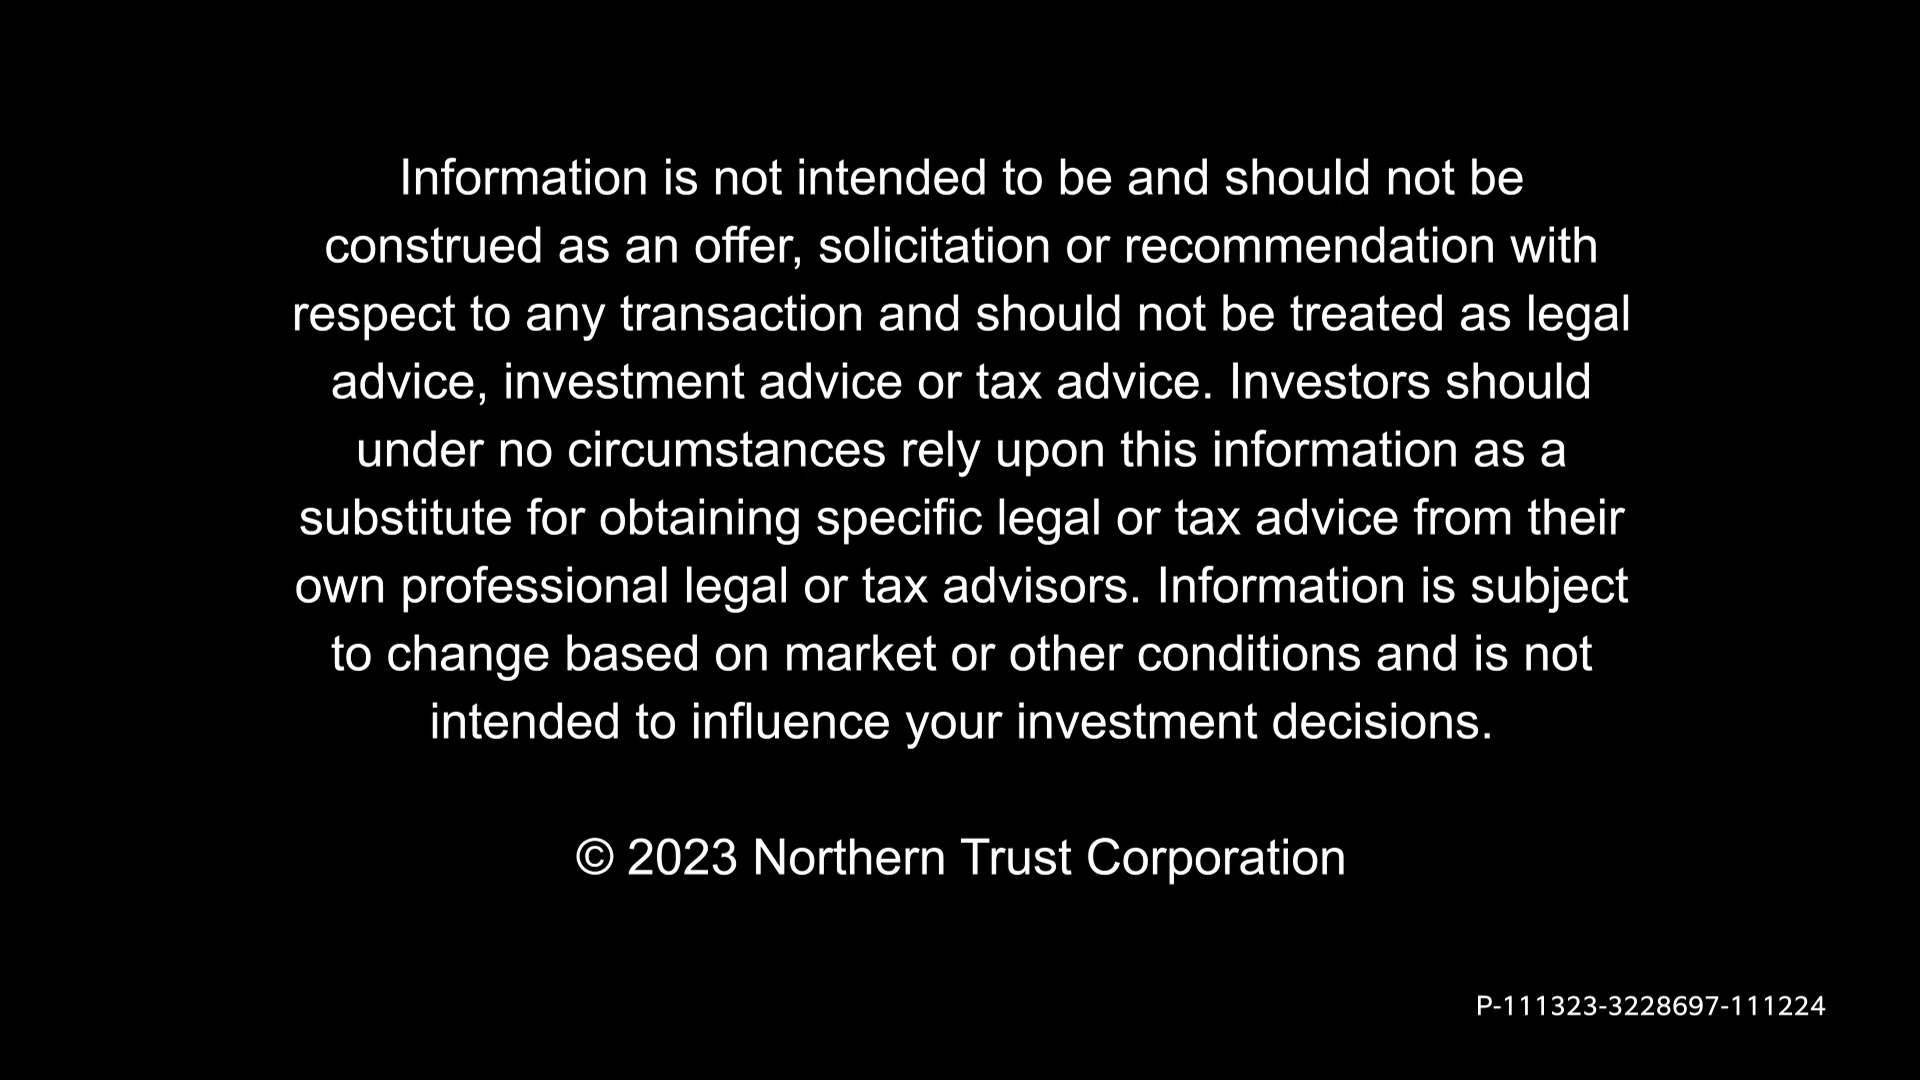 Information is not intended to be and should not be
construed as an offer, solicitation or recommendation with
respect to any transaction and should not be treated as legal
advice, investment advice or tax advice. Investors should
under no circumstances rely upon this information as a
substitute for obtaining specific legal or tax advice from their
own professional legal or tax advisors. Information is subject
to change based on market or other conditions and is not
intended to influence your investment decisions.
© 2023 Northern Trust Corporation
P-111323-3228697-111224